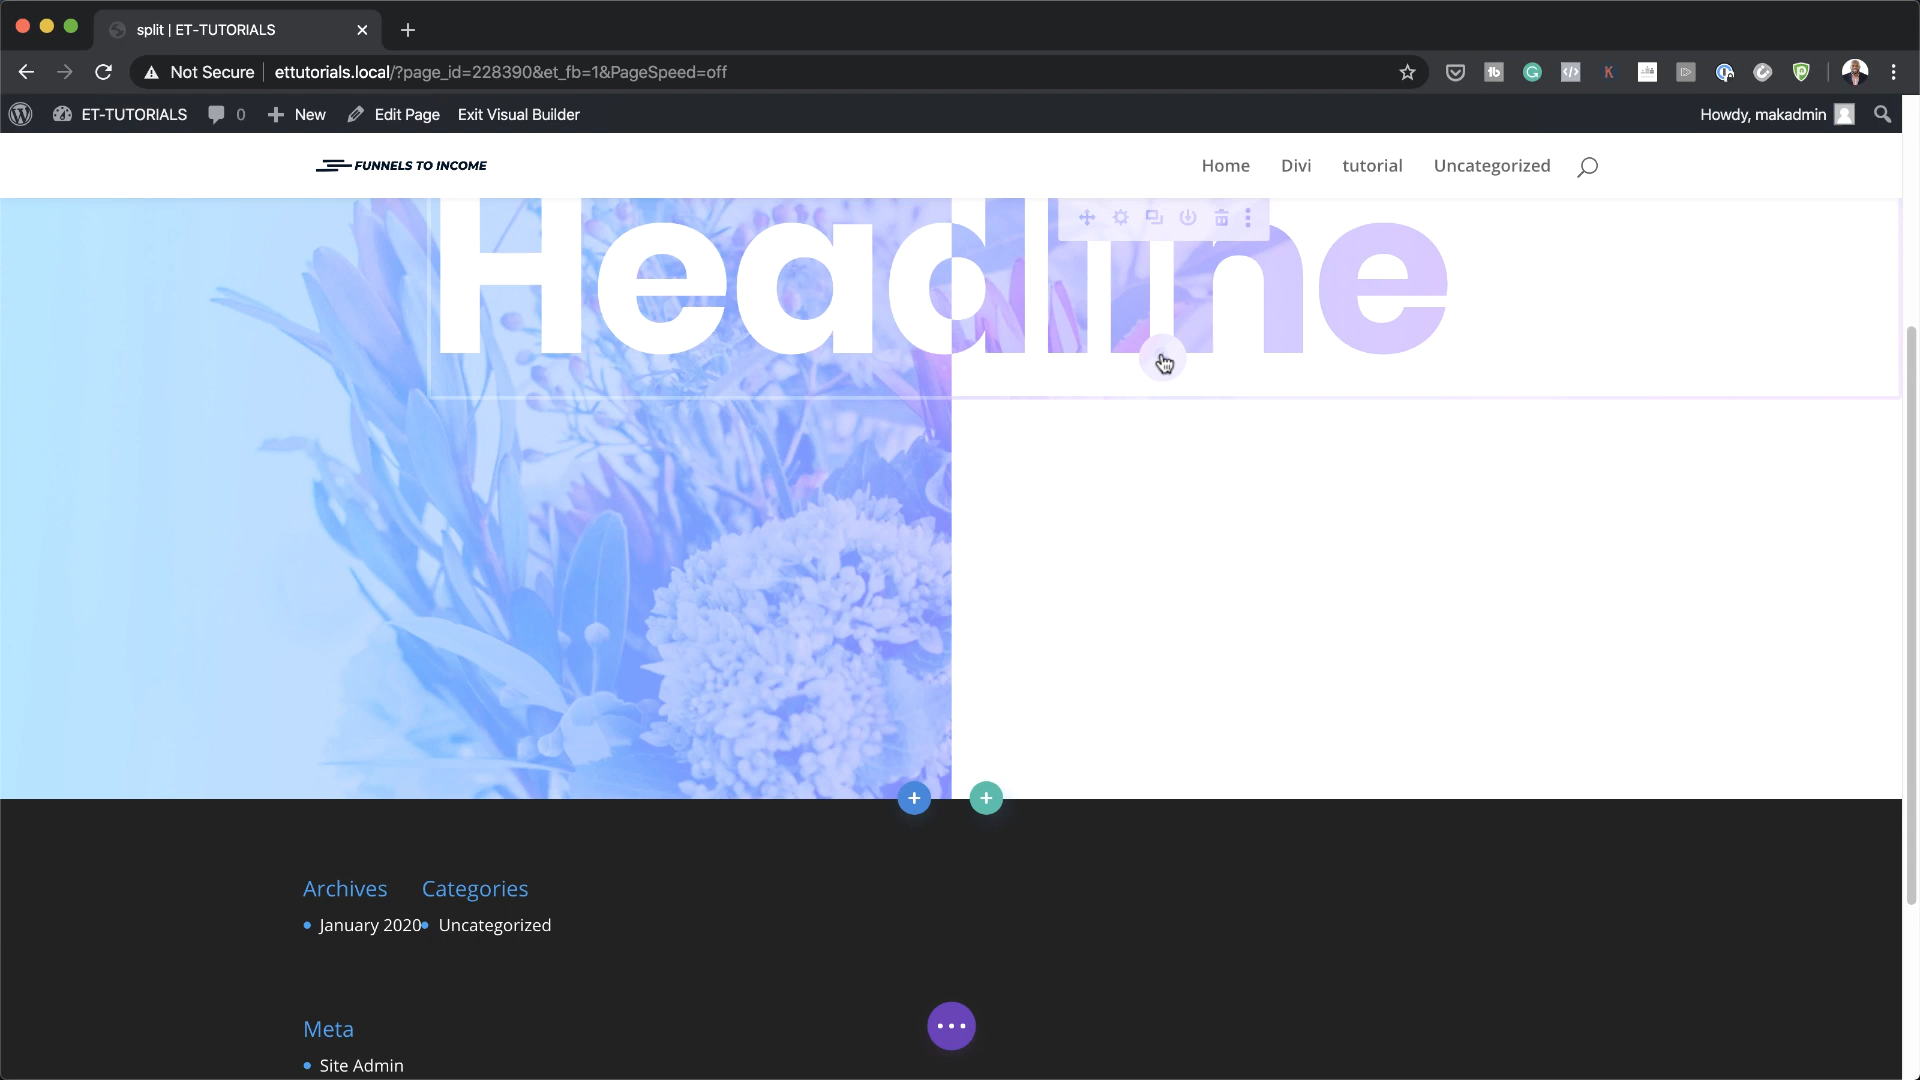 split | ET-TUTORIALS
Not Secure ettutorials.local/?page_id=228390&et_fb=1&PageSpeed=off
ET-TUTORIALS 0 New Edit Page Exit Visual Builder Howdy, makadmin
FUNNELS TO INCOME Home Divi tutorial Uncategorized
Headline
Archives Categories
January 2020 Uncategorized
Meta
Site Admin